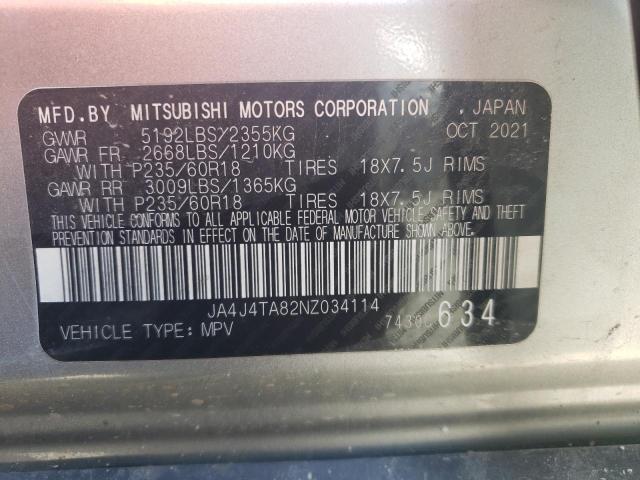 MFD.BY MITSUBISHI MOTORS CORPORATION . JAPAN
GVWR 5192LBS/2355KG OCT 2021
GAWR FR 2668LBS/1210KG
WITH P235/60R18 TIRES 18X7.5J RIMS
GAWR RR 3009LBS/1365KG
WITH P235/60R18 TIRES 18X7.5J RIMS
THIS VEHICLE CONFORMS TO ALL APPLICABLE FEDERAL MOTOR VEHICLE SAFETY AND THEFT
PREVENTION STANDARDS IN EFFECT ON THE DATE OF MANUFACTURE SHOWN ABOVE.
JA4J4TA82NZ034114
VEHICLE TYPE: MPV 634